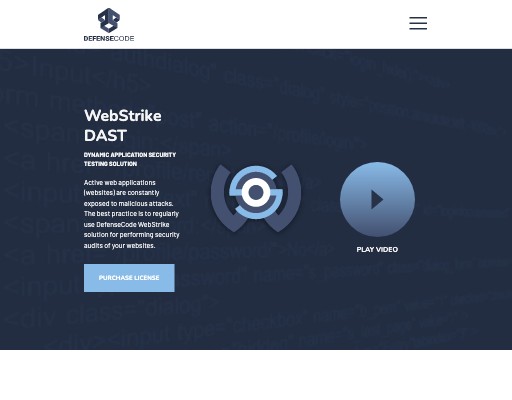 DEFENSECODE
WebStrike
DAST
DYNAMIC APPLICATION SECURITY
TESTING SOLUTION
Active web applications
(websites) are constantly
exposed to malicious attacks.
The best practice is to regularly
use DefenseCode WebStrike
solution for performing security
audits of your websites.
PURCHASE LICENSE
PLAY VIDEO